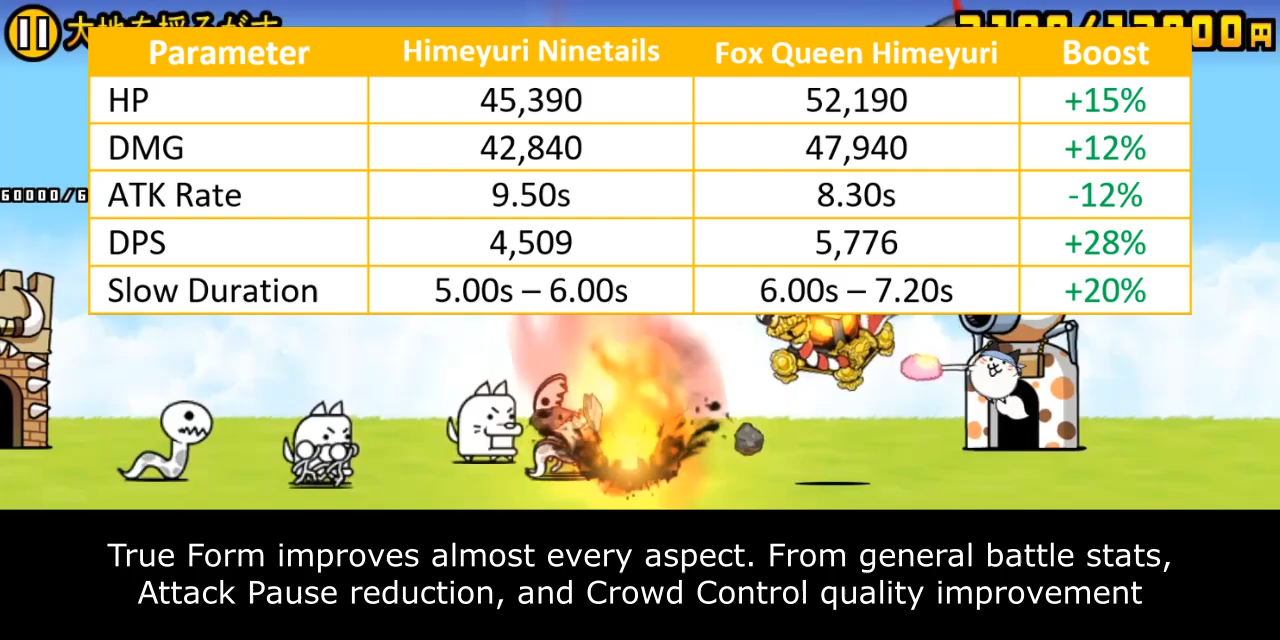 Parameter Himeyuri Ninetails Fox Queen Himeyuri Boost
HP 45,390 52,190 +15%
DMG 42,840 47,940 +12%
ATK Rate 9.50s 8.30s -12%
DPS 4,509 5,776 +28%
Slow Duration 5.00s – 6.00s 6.00s – 7.20s +20%
60000/6
True Form improves almost every aspect. From general battle stats,
Attack Pause reduction, and Crowd Control quality improvement